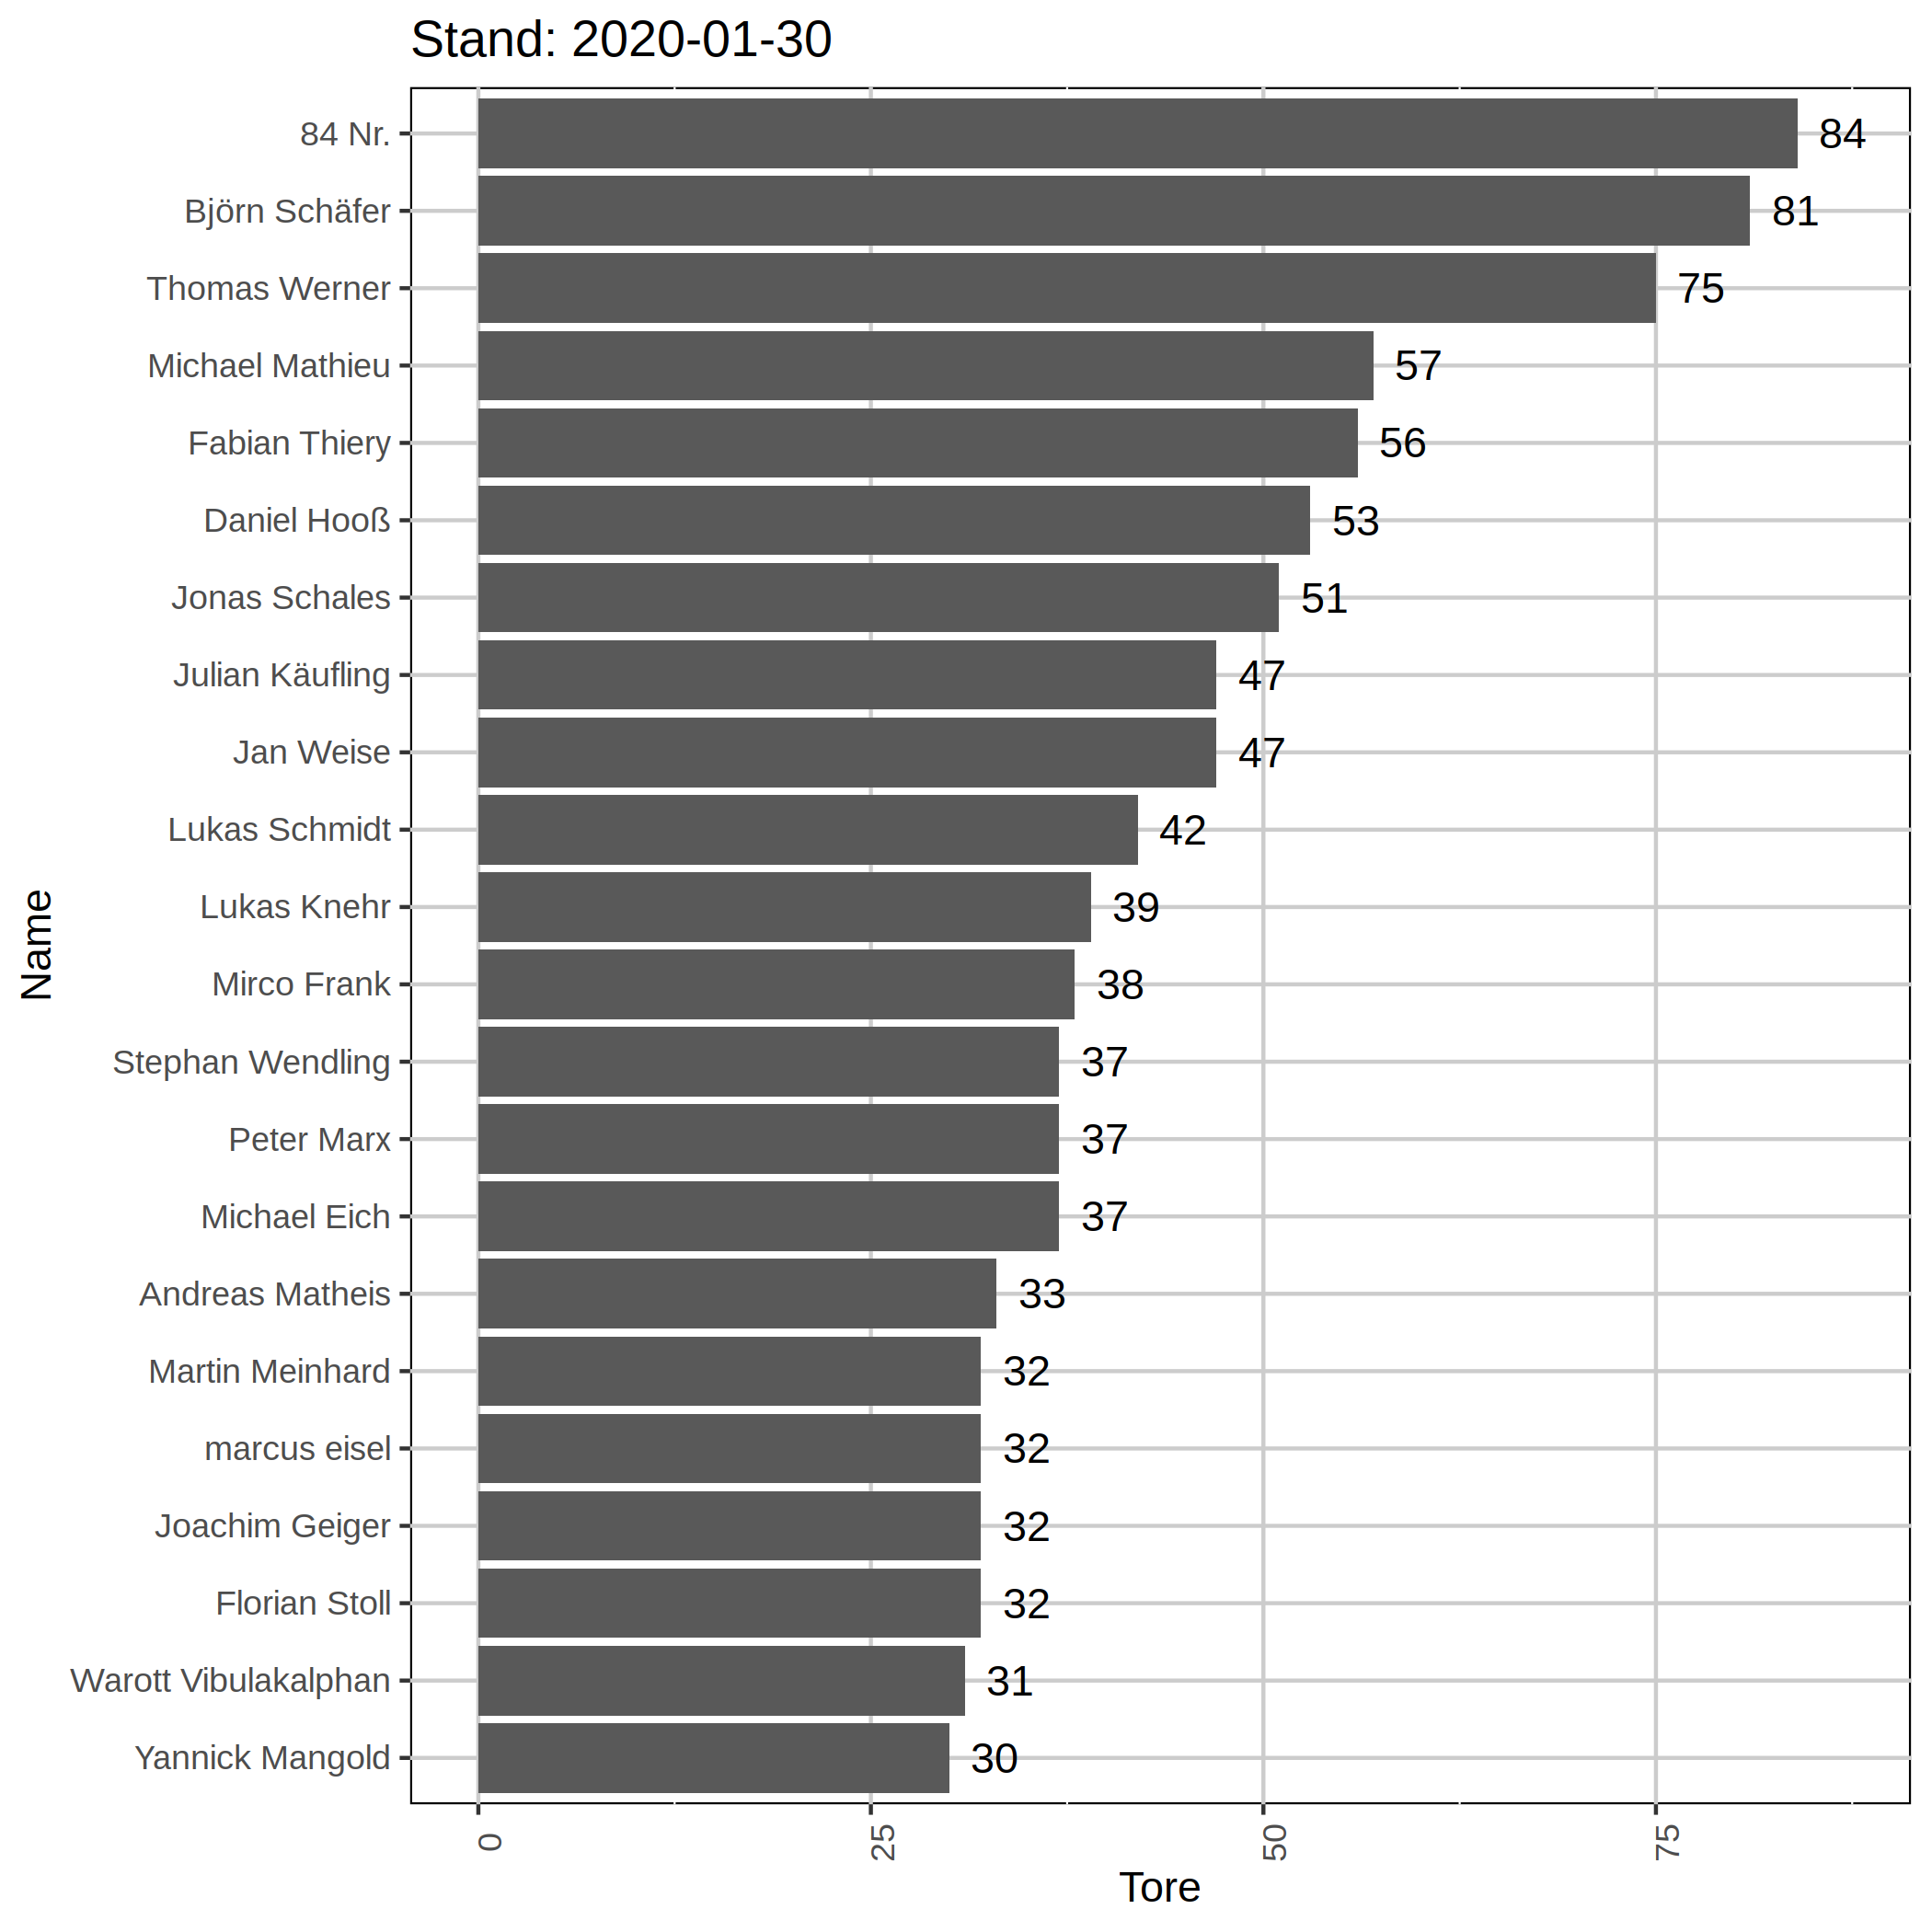 Stand: 2020-01-30
84 Nr. 84
Björn Schäfer 81
Thomas Werner 75
Michael Mathieu 57
Fabian Thiery 56
Daniel Hooß 53
Jonas Schales 51
Julian Käufling 47
Jan Weise 47
Lukas Schmidt 42
Lukas Knehr 39
Mirco Frank 38
Stephan Wendling 37
Peter Marx 37
Michael Eich 37
Andreas Matheis 33
Martin Meinhard 32
marcus eisel 32
Joachim Geiger 32
Florian Stoll 32
Warott Vibulakalphan 31
Yannick Mangold 30
Name
0 25 50 75
Tore